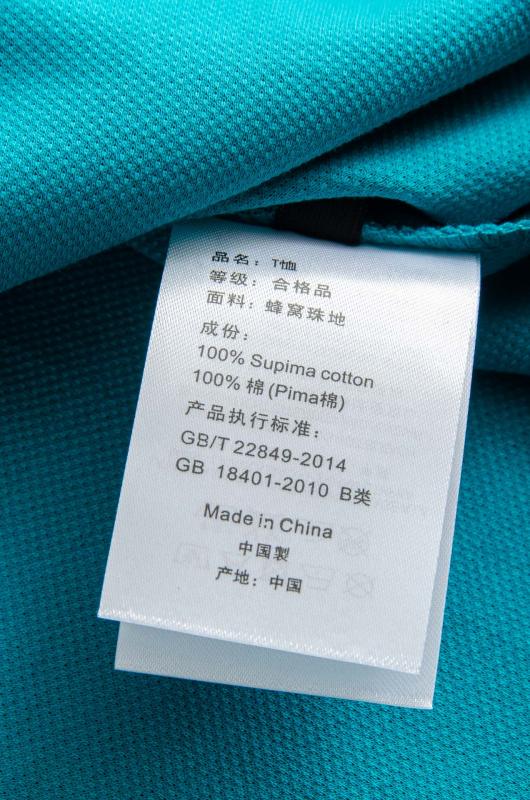 品名：T恤
等级：合格品
面料：蜂窝珠地
成份：
100% Supima cotton
100% 棉(Pima棉)
产品执行标准：
GB/T 22849-2014
GB 18401-2010 B类
Made in China
中国製
产地：中国